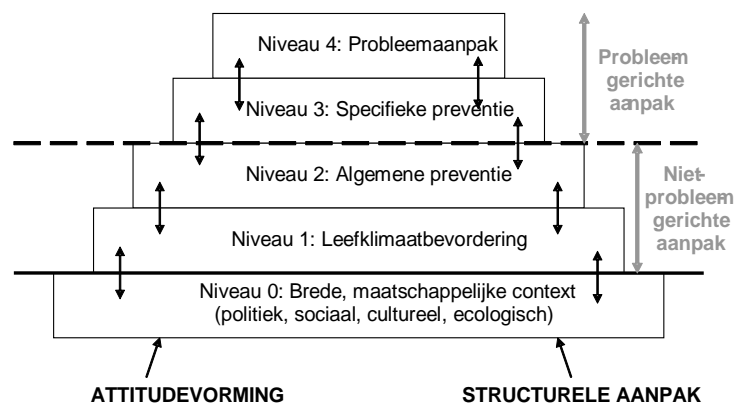 Niveau 4: Probleemaanpak
Niveau 3: Specifieke preventie
Probleem-
gerichte
aanpak
Niveau 2: Algemene preventie
Niveau 1: Leefklimaatbevordering
Niet-
probleem-
gerichte
aanpak
Niveau 0: Brede, maatschappelijke context
(politiek, sociaal, cultureel, ecologisch)
ATTITUDEVORMING STRUCTURELE AANPAK